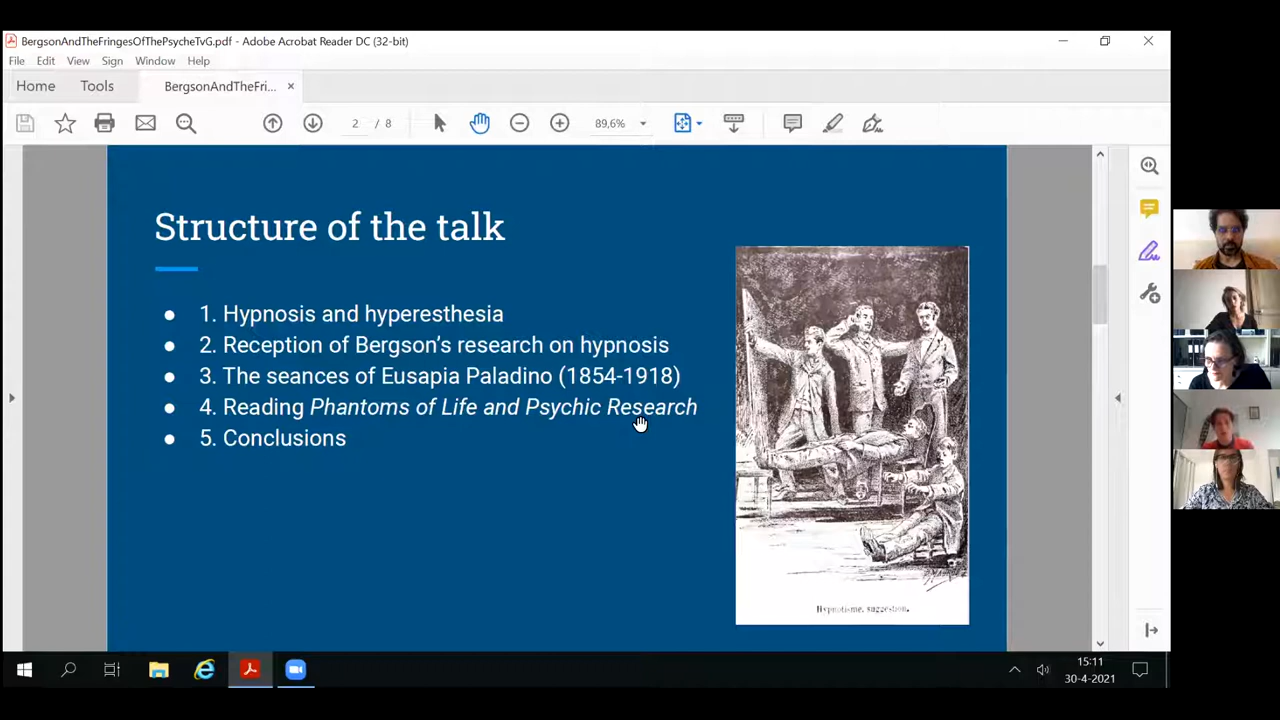 BergsonAndTheFringesOfThePsycheTvG.pdf - Adobe Acrobat Reader DC (32-bit)
File Edit View Sign Window Help
Home Tools BergsonAndTheFri... ×
2 / 8 89,6%
Structure of the talk
● 1. Hypnosis and hyperesthesia
● 2. Reception of Bergson’s research on hypnosis
● 3. The seances of Eusapia Paladino (1854-1918)
● 4. Reading Phantoms of Life and Psychic Research
● 5. Conclusions
Hypnotisme, suggestion.
15:11
30-4-2021